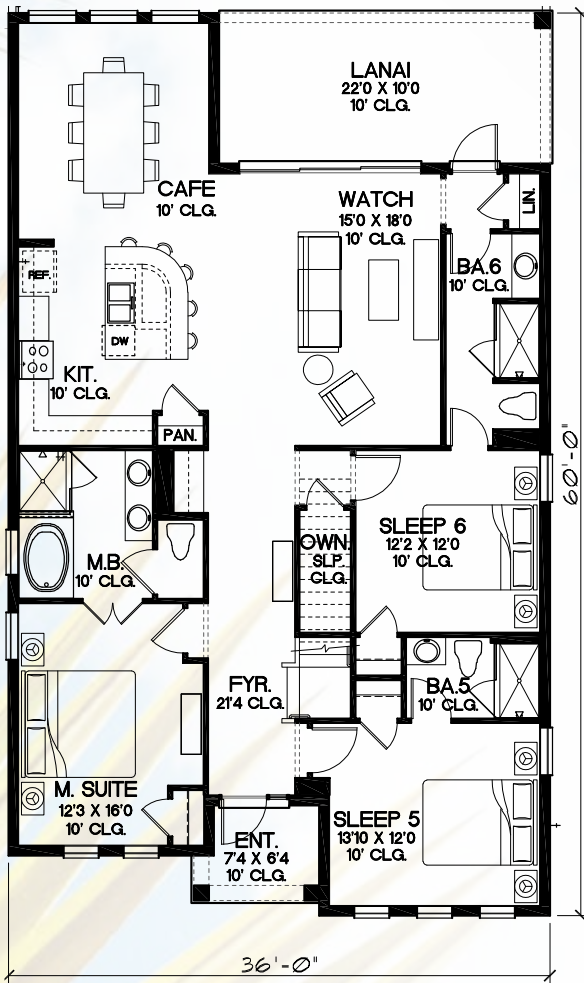 LANAI
22'0 X 10'0
10' CLG.
CAFE
10' CLG.
WATCH
15'0 X 18'0
10' CLG.
LIN.
BA.6
10' CLG.
REF.
DW
KIT.
10' CLG.
PAN.
60'-0"
SLEEP 6
12'2 X 12'0
10' CLG.
OWN.
SLP.
CLG.
M.B.
10' CLG.
FYR.
21'4 CLG.
BA.5
10' CLG.
M. SUITE
12'3 X 16'0
10' CLG.
ENT.
7'4 X 6'4
10' CLG.
SLEEP 5
13'10 X 12'0
10' CLG.
36'-0"